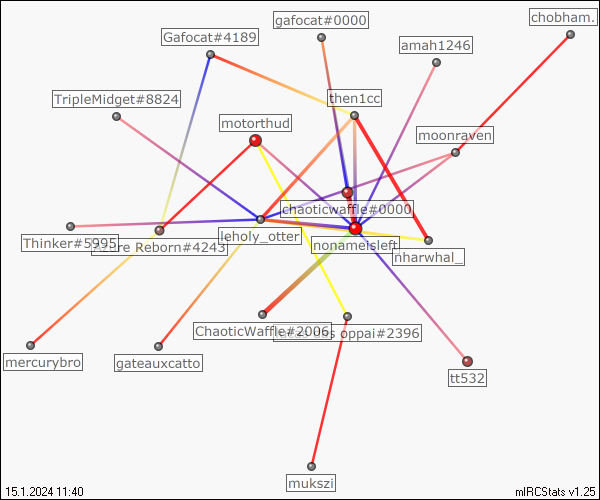 chobham.
gafocat#0000
Gafocat#4189
amah1246
TripleMidget#8824
then1cc
motorthud
moonraven
chaoticwaffle#0000
leholy_otter
Thinker#5995
Reborn#4243
nonameisleft
nharwhal_
ChaoticWaffle#2006
oppai#2396
mercurybro
gateauxcatto
tt532
mukszi
15.1.2024 11:40
mIRCStats v1.25